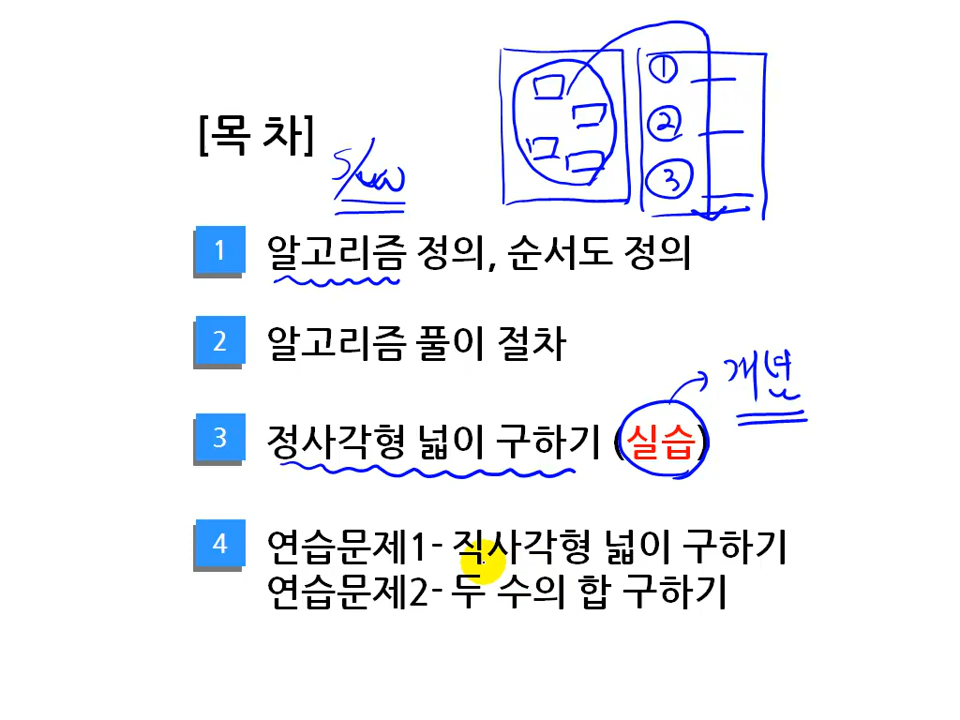 ①
②
③
[목 차]
S/W
1 알고리즘 정의, 순서도 정의
2 알고리즘 풀이 절차
개념
3 정사각형 넓이 구하기 (실습)
4 연습문제1- 직사각형 넓이 구하기
연습문제2- 두 수의 합 구하기